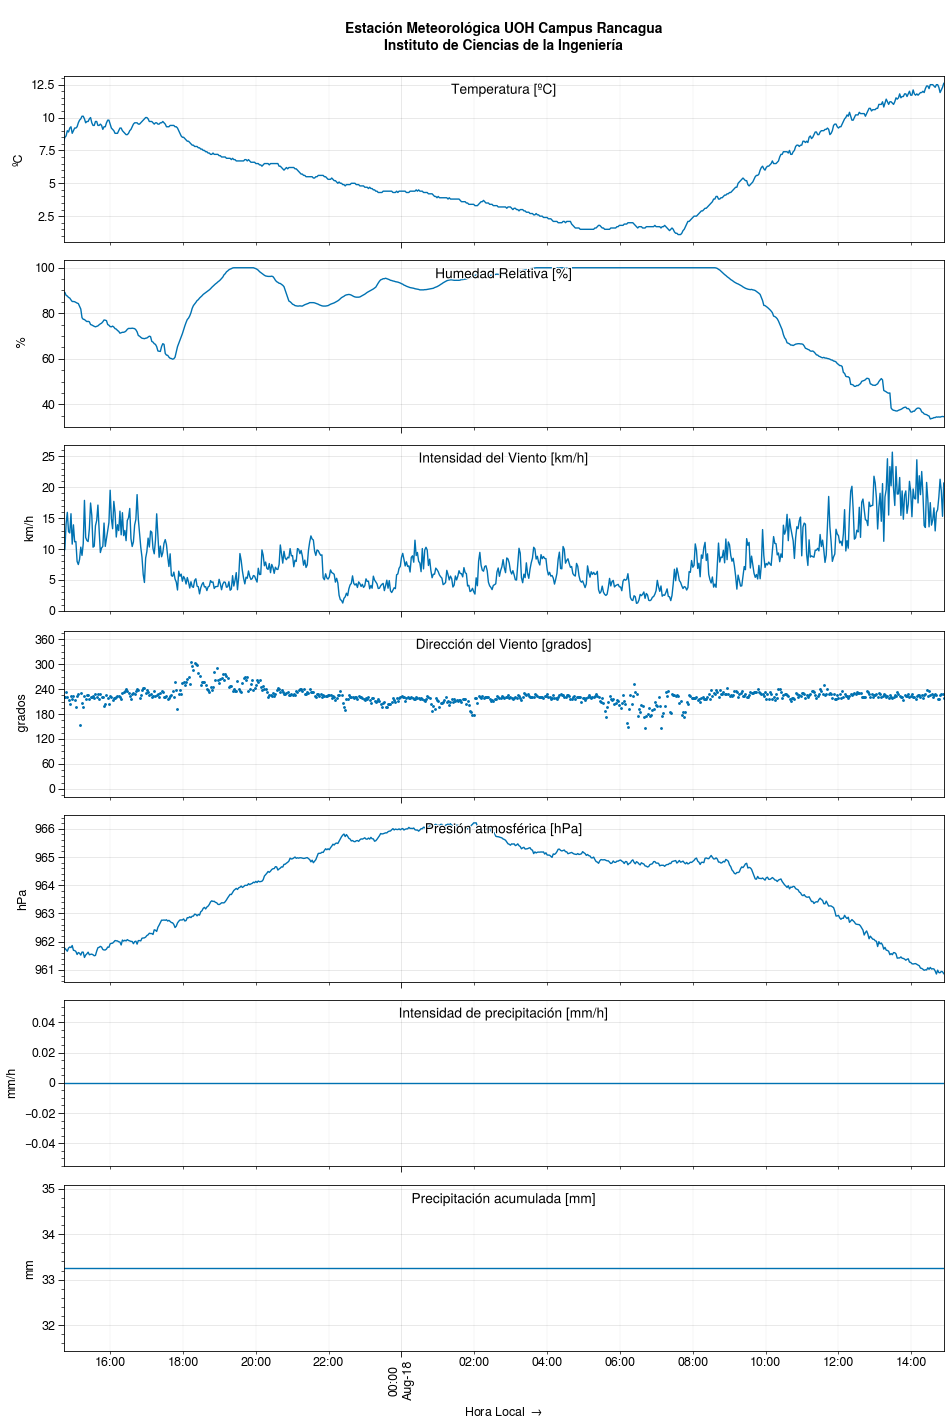 Estación Meteorológica UOH Campus Rancagua
Instituto de Ciencias de la Ingeniería
Temperatura [ºC]
ºC
12.5
10
7.5
5
2.5
Humedad Relativa [%]
%
100
80
60
40
Intensidad del Viento [km/h]
km/h
25
20
15
10
5
0
Dirección del Viento [grados]
grados
360
300
240
180
120
60
0
Presión atmosférica [hPa]
hPa
966
965
964
963
962
961
Intensidad de precipitación [mm/h]
mm/h
0.04
0.02
0
−0.02
−0.04
Precipitación acumulada [mm]
mm
35
34
33
32
16:00 18:00 20:00 22:00 00:00 02:00 04:00 06:00 08:00 10:00 12:00 14:00
Aug-18
Hora Local →